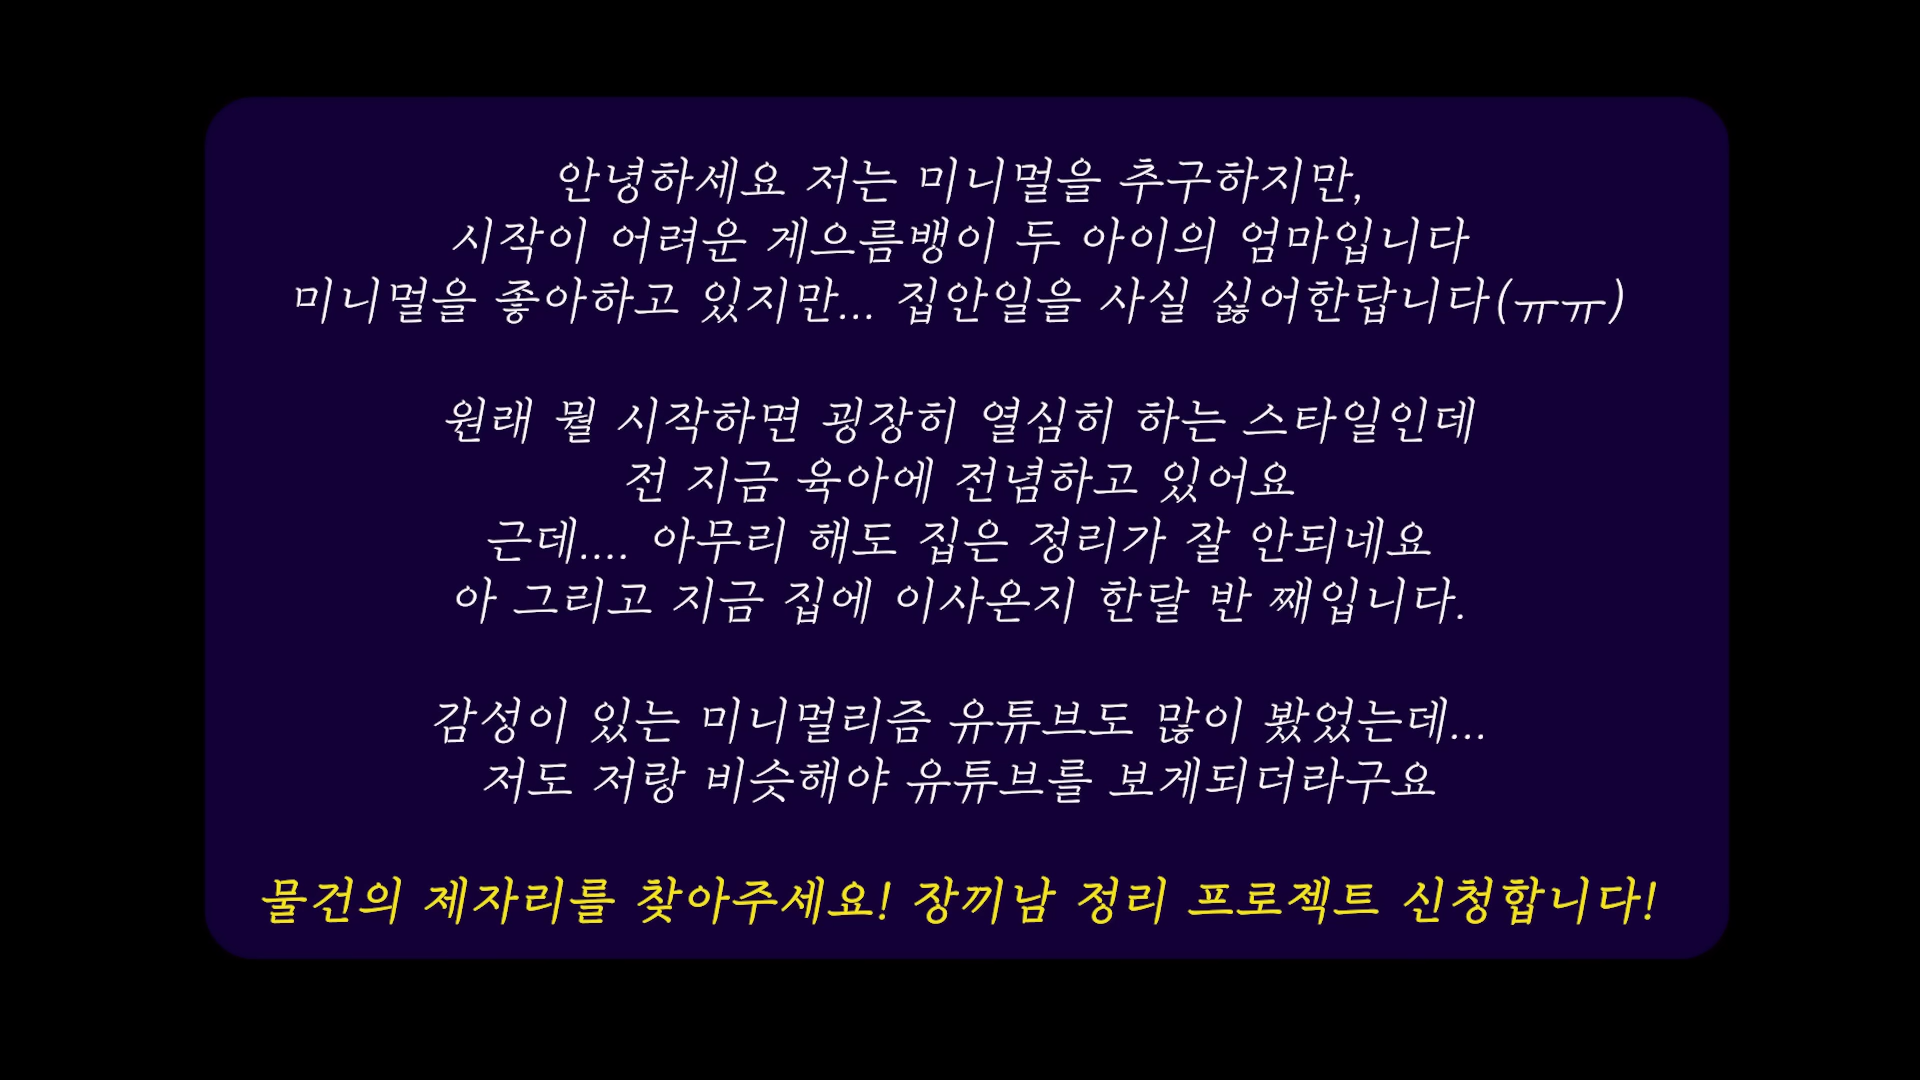 안녕하세요 저는 미니멀을 추구하지만,
시작이 어려운 게으름뱅이 두 아이의 엄마입니다
미니멀을 좋아하고 있지만... 집안일을 사실 싫어한답니다(ㅠㅠ)
원래 뭘 시작하면 굉장히 열심히 하는 스타일인데
전 지금 육아에 전념하고 있어요
근데.... 아무리 해도 집은 정리가 잘 안되네요
아 그리고 지금 집에 이사온지 한달 반 째입니다.
감성이 있는 미니멀리즘 유튜브도 많이 봤었는데...
저도 저랑 비슷해야 유튜브를 보게되더라구요
물건의 제자리를 찾아주세요! 장끼남 정리 프로젝트 신청합니다!